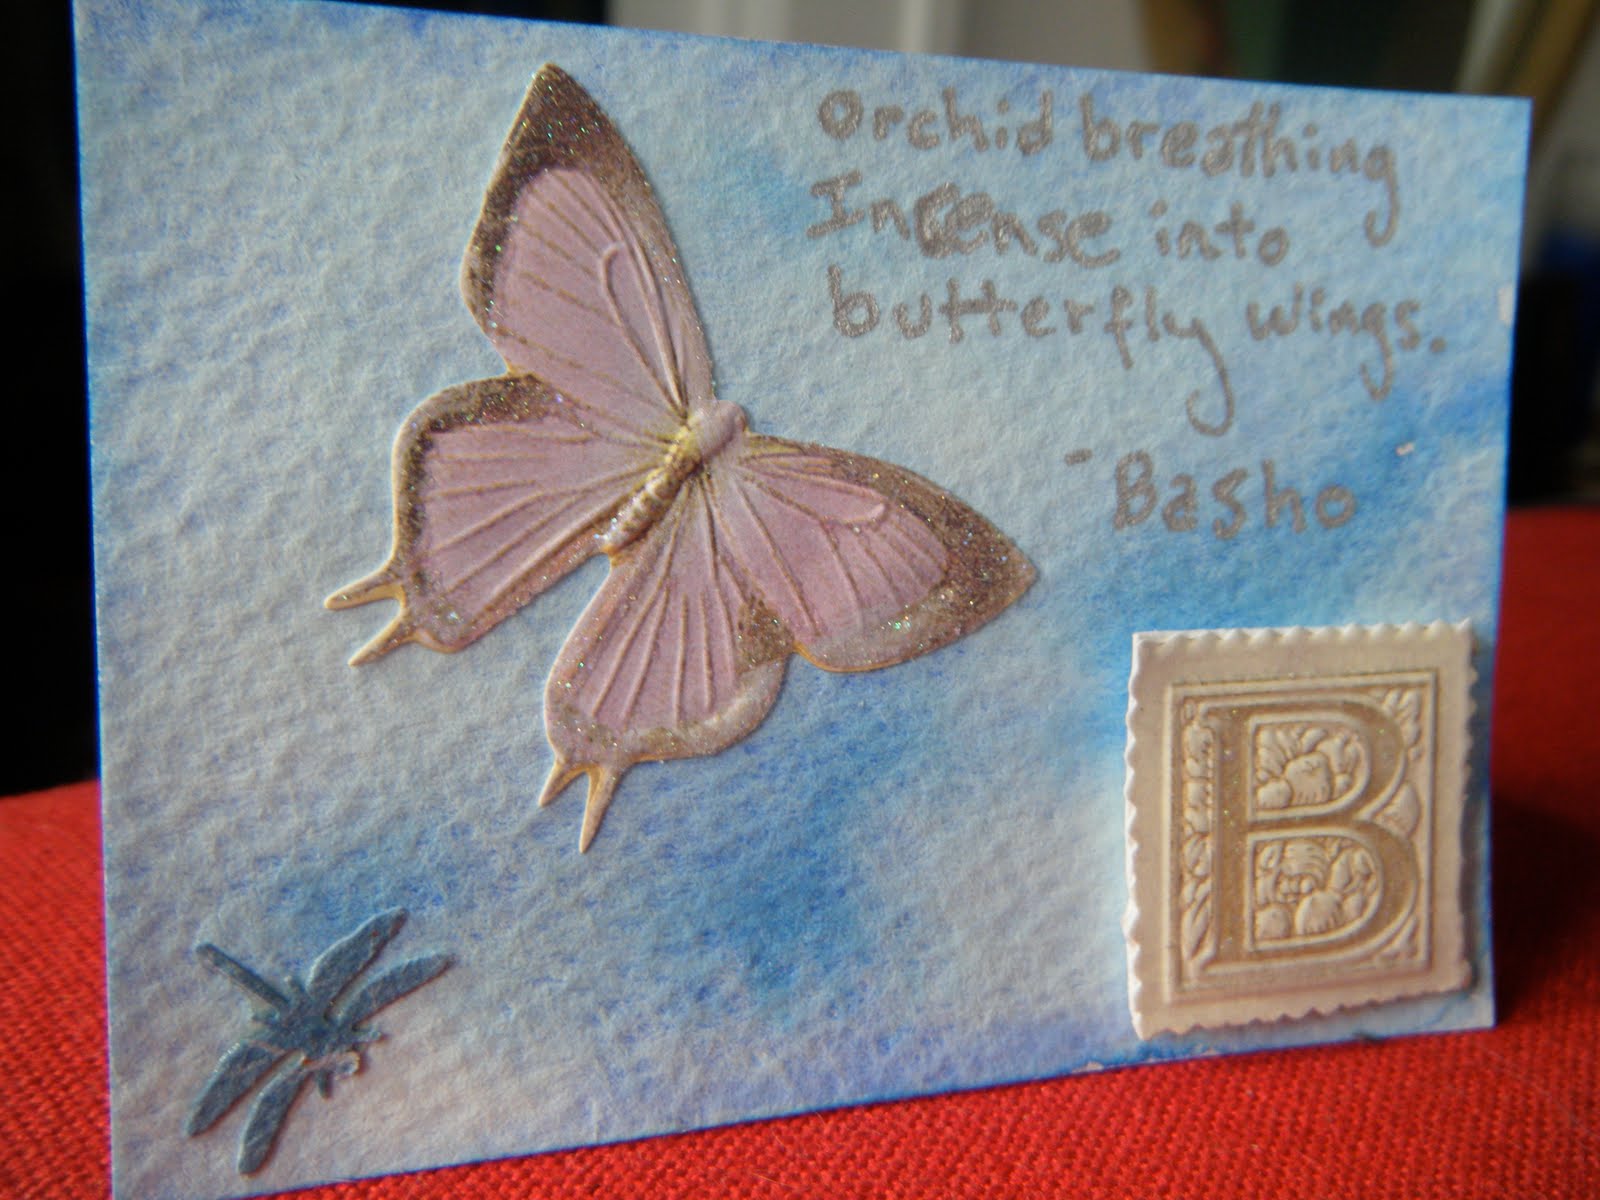 Orchid breathing
Incense into
butterfly wings.
- Basho
B